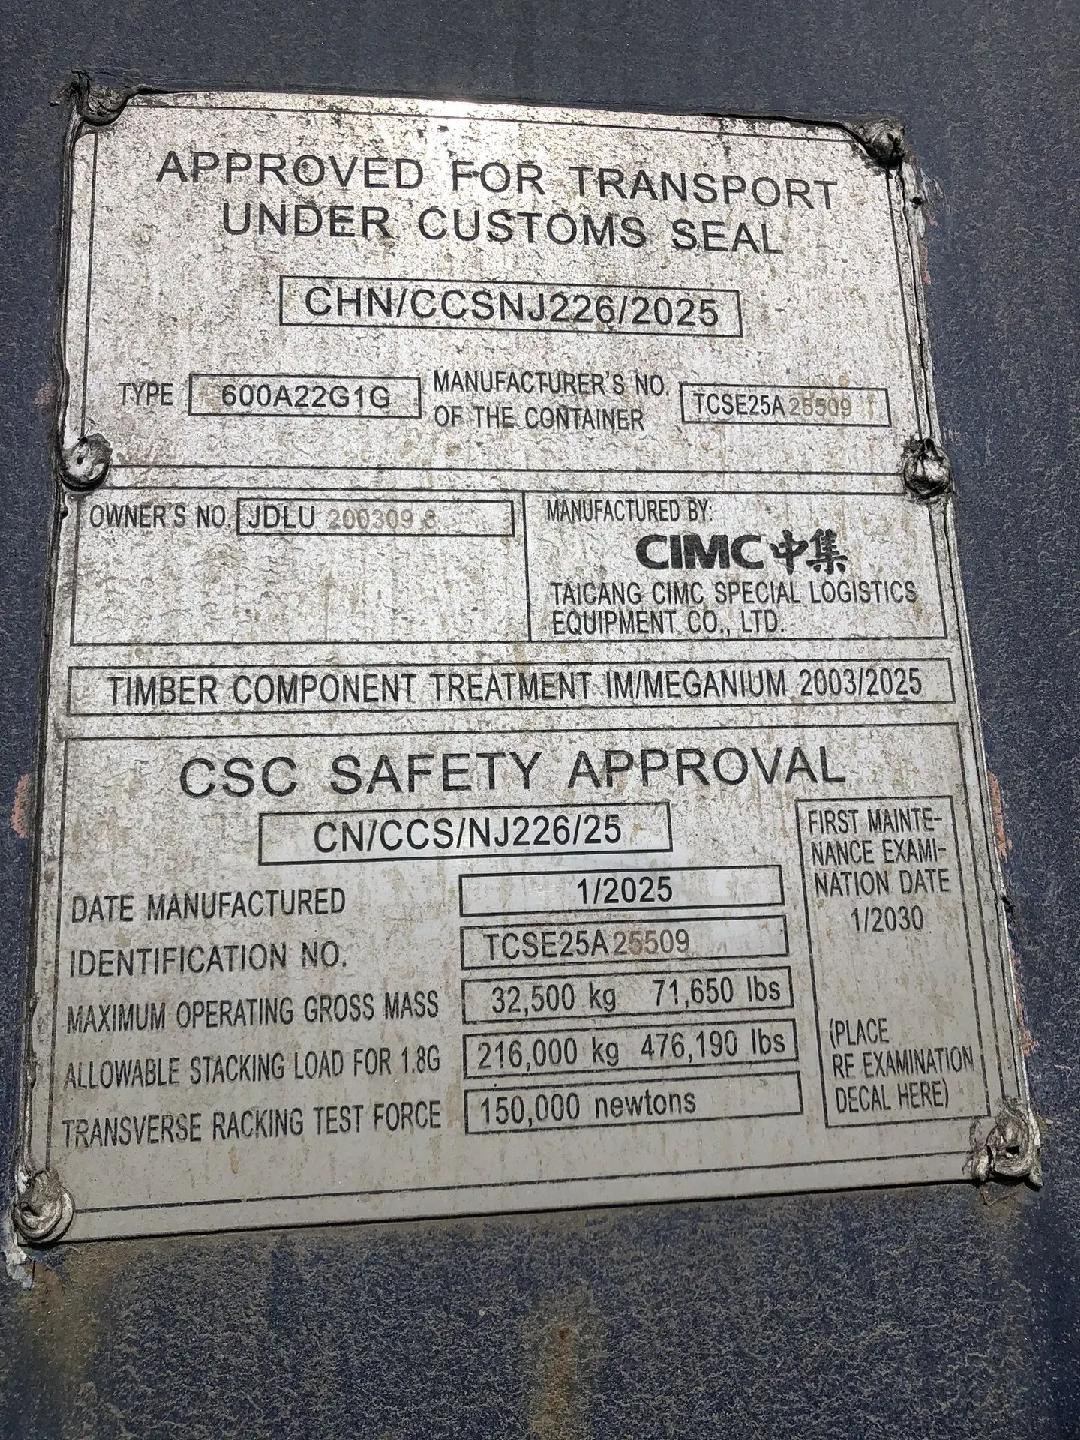 APPROVED FOR TRANSPORT
UNDER CUSTOMS SEAL
CHN/CCSNJ226/2025
TYPE 600A22G1G MANUFACTURER'S NO. OF THE CONTAINER TCSE25A25509
OWNER'S NO. JDLU 200309
MANUFACTURED BY:
CIMC中集
TAICANG CIMC SPECIAL LOGISTICS
EQUIPMENT CO., LTD.
TIMBER COMPONENT TREATMENT IM/MEGANIUM 2003/2025
CSC SAFETY APPROVAL
CN/CCS/NJ226/25
DATE MANUFACTURED 1/2025
IDENTIFICATION NO. TCSE25A25509
MAXIMUM OPERATING GROSS MASS 32,500 kg 71,650 lbs
ALLOWABLE STACKING LOAD FOR 1.8G 216,000 kg 476,190 lbs
TRANSVERSE RACKING TEST FORCE 150,000 newtons
FIRST MAINTE-
NANCE EXAMI-
NATION DATE
1/2030
(PLACE
RE EXAMINATION
DECAL HERE)